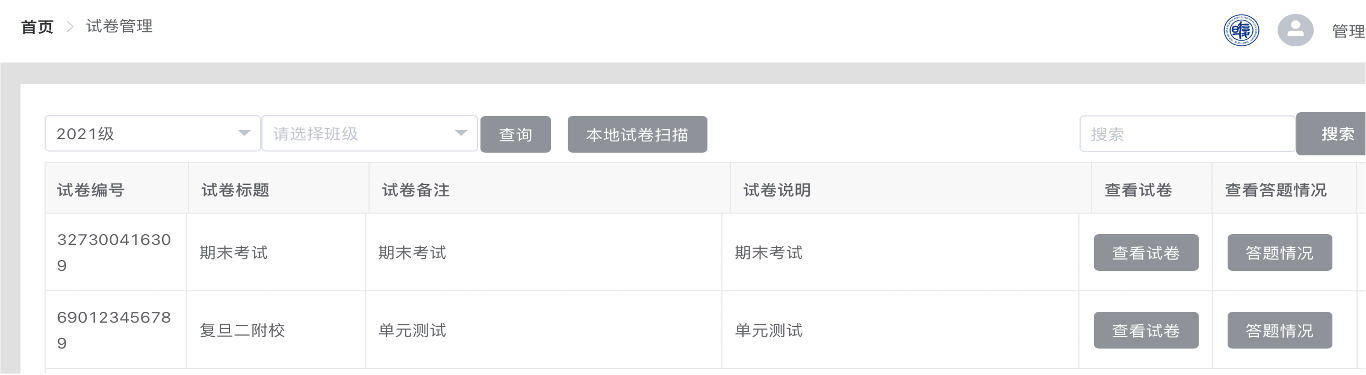 首页 > 试卷管理
管理
2021级 请选择班级 查询 本地试卷扫描 搜索 搜索
试卷编号 试卷标题 试卷备注 试卷说明 查看试卷 查看答题情况
32730041630
9
期末考试 期末考试 期末考试 查看试卷 答题情况
69012345678
9
复旦二附校 单元测试 单元测试 查看试卷 答题情况